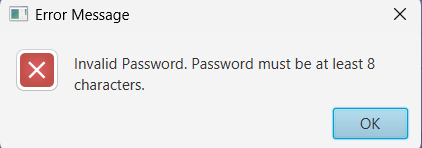 Error Message
Invalid Password. Password must be at least 8
characters.
OK